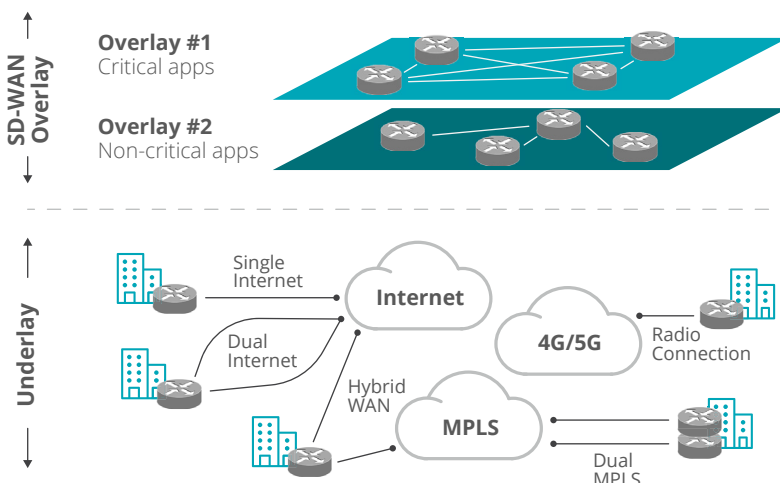 SD-WAN
Overlay
Overlay #1
Critical apps
Overlay #2
Non-critical apps
Underlay
Single
Internet
Internet
Dual
Internet
4G/5G
Radio
Connection
Hybrid
WAN
MPLS
Dual
MPLS